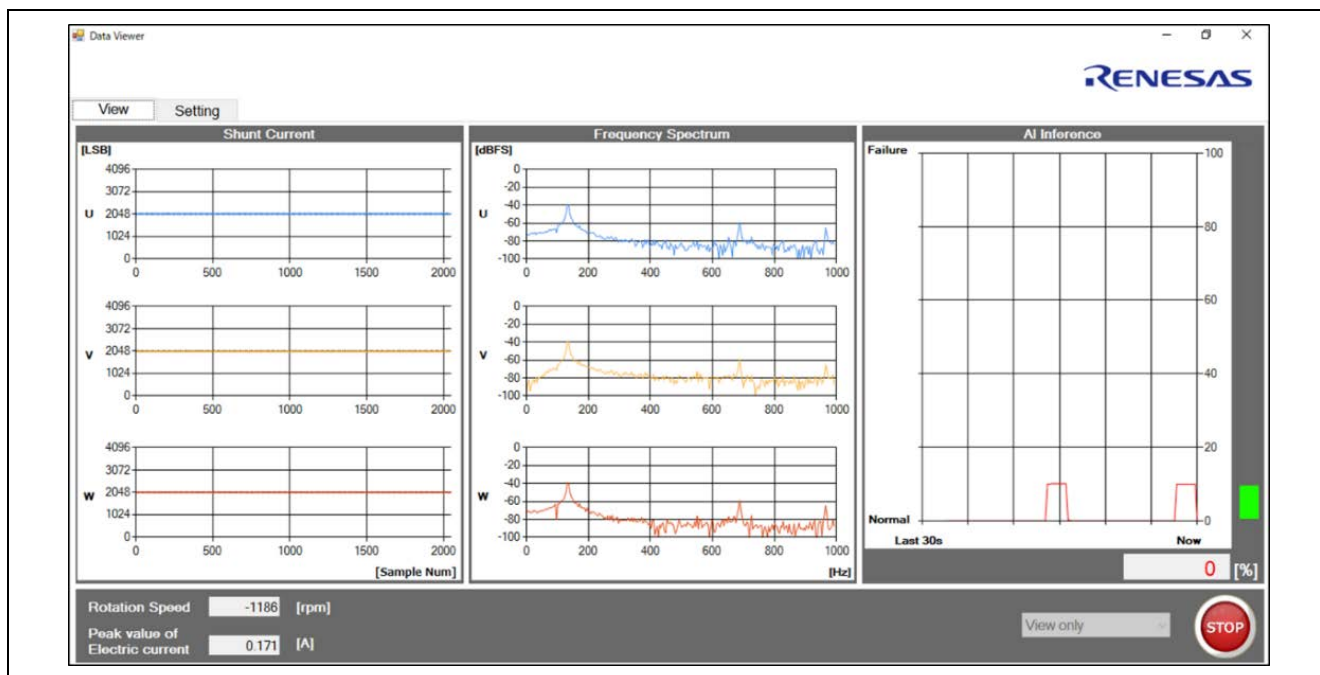 Data Viewer
RENESAS
View Setting
Shunt Current
[LSB]
U
4096
3072
2048
1024
0
0 500 1000 1500 2000
V
4096
3072
2048
1024
0
0 500 1000 1500 2000
W
4096
3072
2048
1024
0
0 500 1000 1500 2000
[Sample Num]
Frequency Spectrum
[dBFS]
U
0
-20
-40
-60
-80
-100
0 200 400 600 800 1000
V
0
-20
-40
-60
-80
-100
0 200 400 600 800 1000
W
0
-20
-40
-60
-80
-100
0 200 400 600 800 1000
[Hz]
AI Inference
Failure
100
80
60
40
20
0
Normal
Last 30s Now
0 [%]
Rotation Speed -1186 [rpm]
Peak value of
Electric current 0.171 [A]
View only
STOP